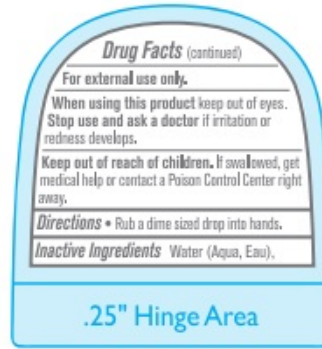 Drug Facts (continued)
For external use only.
When using this product keep out of eyes.
Stop use and ask a doctor if irritation or
redness develops.
Keep out of reach of children. If swallowed, get
medical help or contact a Poison Control Center right
away.
Directions • Rub a dime sized drop into hands.
Inactive Ingredients Water (Aqua, Eau),
.25" Hinge Area